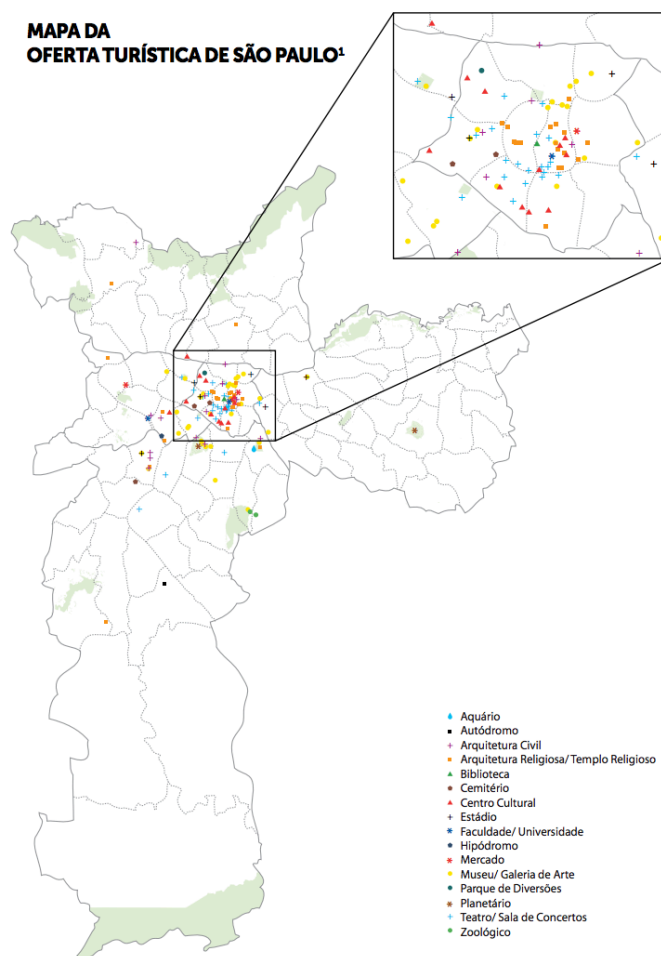 MAPA DA
OFERTA TURÍSTICA DE SÃO PAULO¹
Aquário
Autódromo
Arquitetura Civil
Arquitetura Religiosa/ Templo Religioso
Biblioteca
Cemitério
Centro Cultural
Estádio
Faculdade/ Universidade
Hipódromo
Mercado
Museu/ Galeria de Arte
Parque de Diversões
Planetário
Teatro/ Sala de Concertos
Zoológico